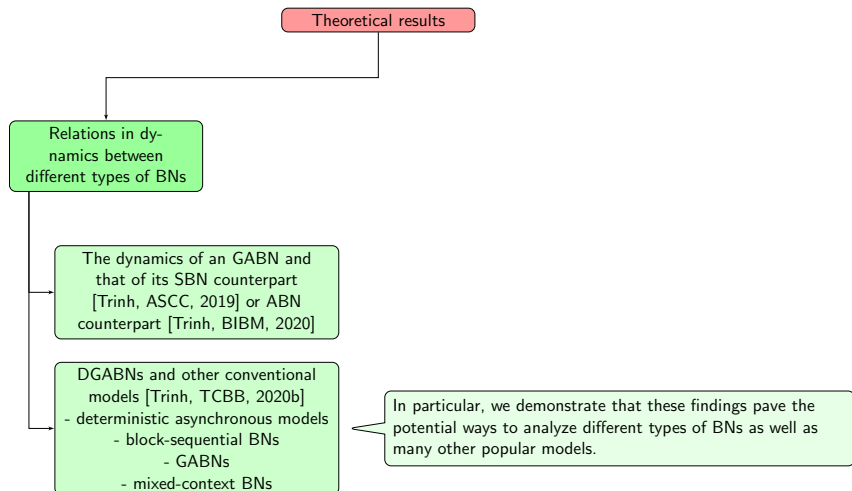 Theoretical results
Relations in dy-
namics between
different types of BNs
The dynamics of an GABN and
that of its SBN counterpart
[Trinh, ASCC, 2019] or ABN
counterpart [Trinh, BIBM, 2020]
DGABNs and other conventional
models [Trinh, TCBB, 2020b]
- deterministic asynchronous models
- block-sequential BNs
- GABNs
- mixed-context BNs
In particular, we demonstrate that these findings pave the
potential ways to analyze different types of BNs as well as
many other popular models.